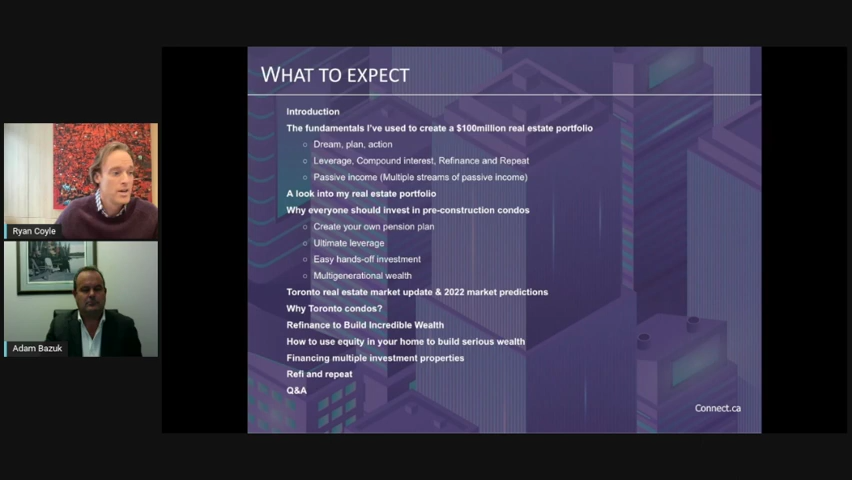 WHAT TO EXPECT
Introduction
The fundamentals I've used to create a $100million real estate portfolio
○ Dream, plan, action
○ Leverage, Compound interest, Refinance and Repeat
○ Passive income (Multiple streams of passive income)
A look into my real estate portfolio
Why everyone should invest in pre-construction condos
○ Create your own pension plan
○ Ultimate leverage
○ Easy hands-off investment
○ Multigenerational wealth
Toronto real estate market update & 2022 market predictions
Why Toronto condos?
Refinance to Build Incredible Wealth
How to use equity in your home to build serious wealth
Financing multiple investment properties
Refi and repeat
Q&A
Connect.ca
Ryan Coyle
Adam Bazuk